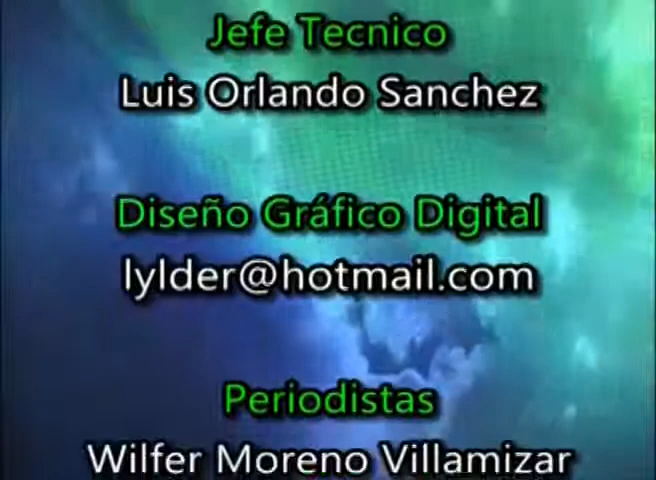 Jefe Tecnico
Luis Orlando Sanchez
Diseño Gráfico Digital
lylder@hotmail.com
Periodistas
Wilfer Moreno Villamizar